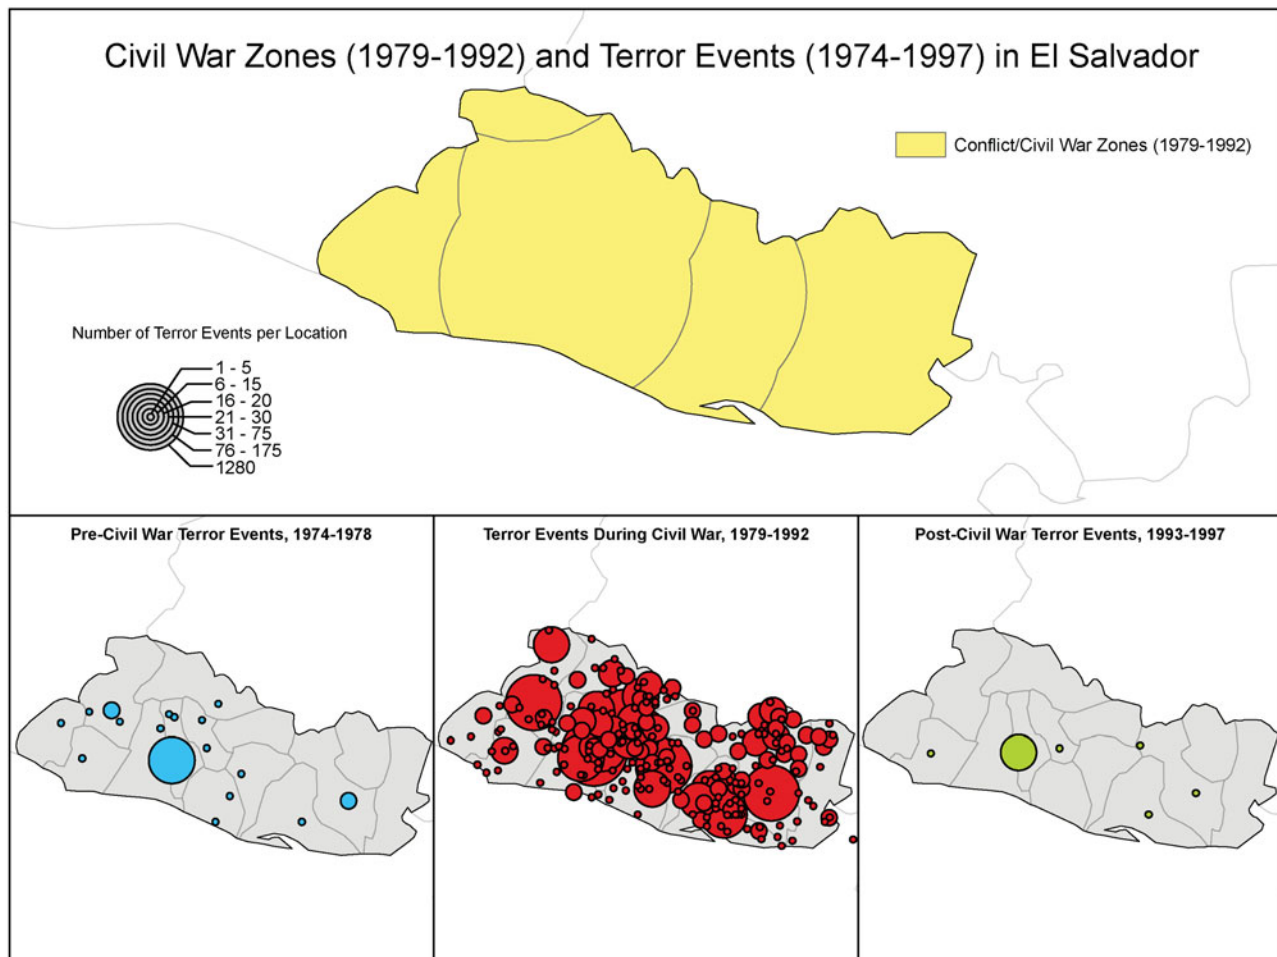 Civil War Zones (1979-1992) and Terror Events (1974-1997) in El Salvador
Conflict/Civil War Zones (1979-1992)
Number of Terror Events per Location
1 - 5
6 - 15
16 - 20
21 - 30
31 - 75
76 - 175
1280
Pre-Civil War Terror Events, 1974-1978
Terror Events During Civil War, 1979-1992
Post-Civil War Terror Events, 1993-1997